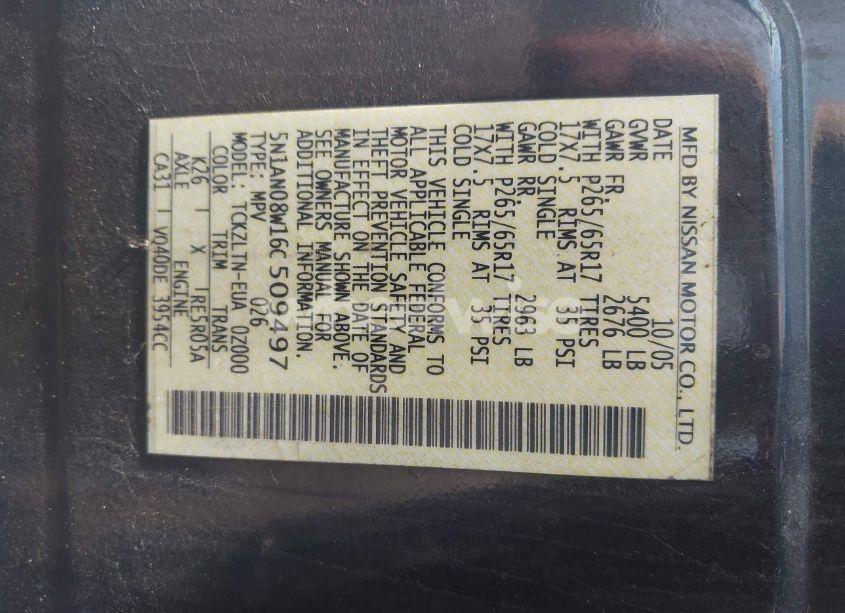 MFD BY NISSAN MOTOR CO., LTD.
DATE 10/05
GVWR 5400 LB
GAWR FR. 2676 LB
WITH P265/65R17 TIRES
17X7.5 RIMS AT 35 PSI
COLD SINGLE
GAWR RR. 2963 LB
WITH P265/65R17 TIRES
17X7.5 RIMS AT 35 PSI
COLD SINGLE
THIS VEHICLE CONFORMS TO
ALL APPLICABLE FEDERAL
MOTOR VEHICLE SAFETY AND
THEFT PREVENTION STANDARDS
IN EFFECT ON THE DATE OF
MANUFACTURE SHOWN ABOVE.
SEE OWNERS MANUAL FOR
ADDITIONAL INFORMATION.
5N1AN08W16C509497
TYPE: MPV 026
MODEL: TCKZLTN-EUA 0Z000
COLOR TRIM TRANS
K26 X RE5R05A
AXLE ENGINE
CA31 VQ40DE 3954CC